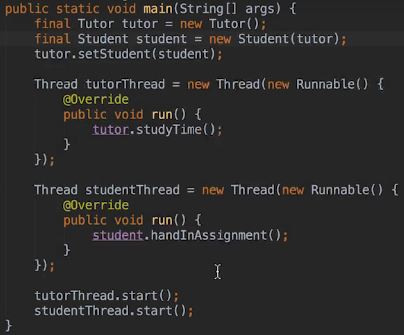 public static void main(String[] args) {
    final Tutor tutor = new Tutor();
    final Student student = new Student(tutor);
    tutor.setStudent(student);

    Thread tutorThread = new Thread(new Runnable() {
        @Override
        public void run() {
            tutor.studyTime();
        }
    });

    Thread studentThread = new Thread(new Runnable() {
        @Override
        public void run() {
            student.handInAssignment();
        }
    });

    tutorThread.start();
    studentThread.start();
}